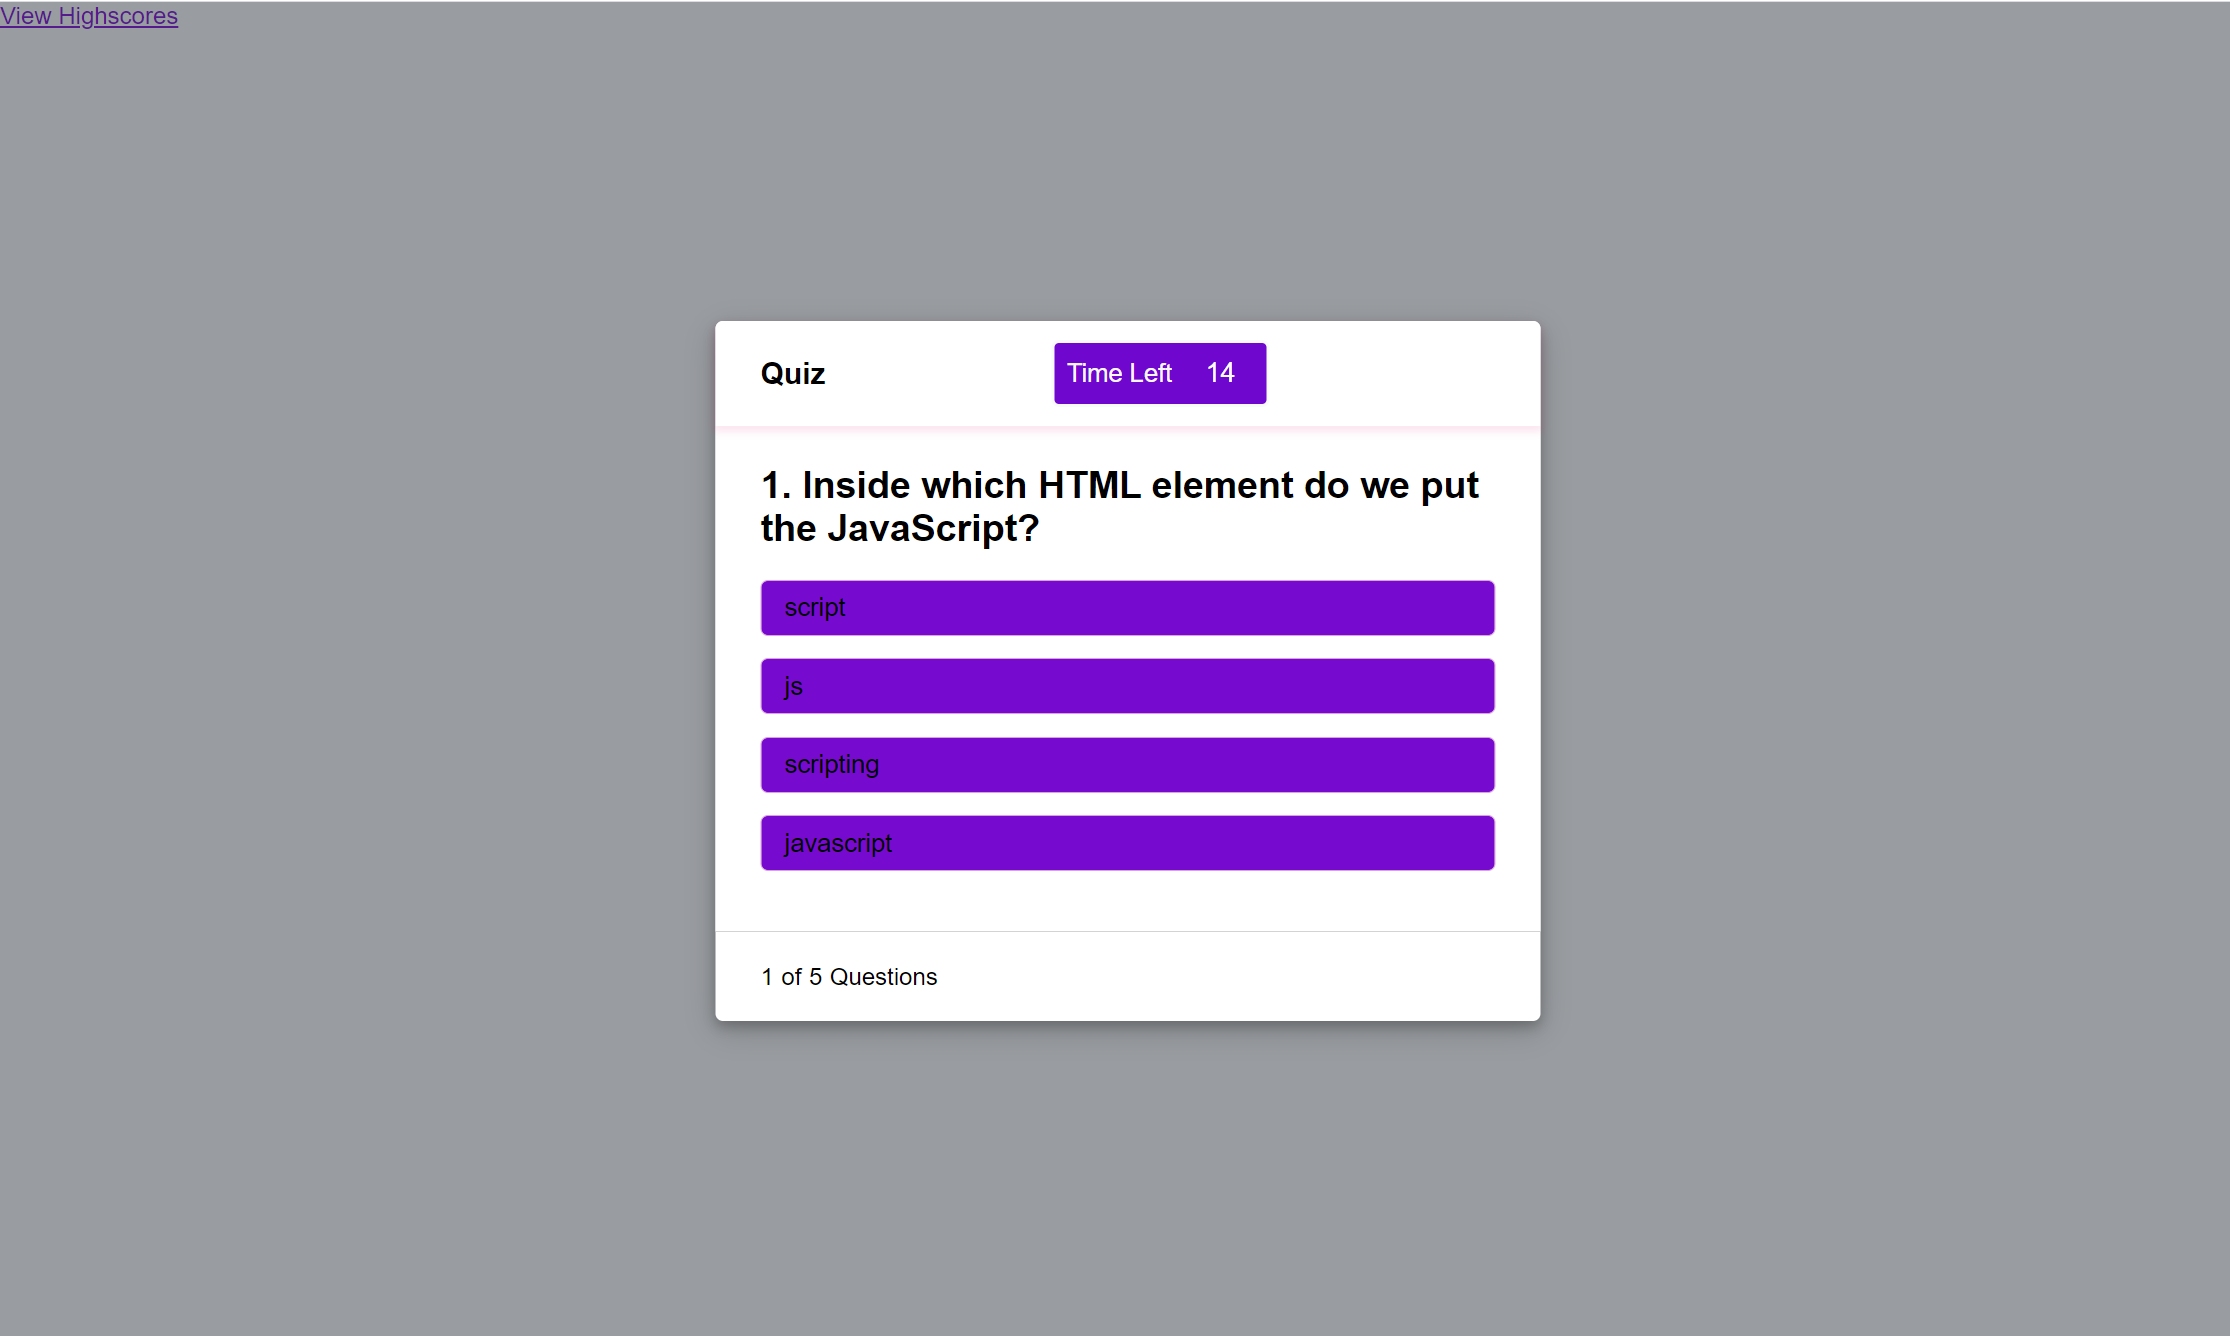 View Highscores
Quiz
Time Left 14
1. Inside which HTML element do we put
the JavaScript?
script
js
scripting
javascript
1 of 5 Questions